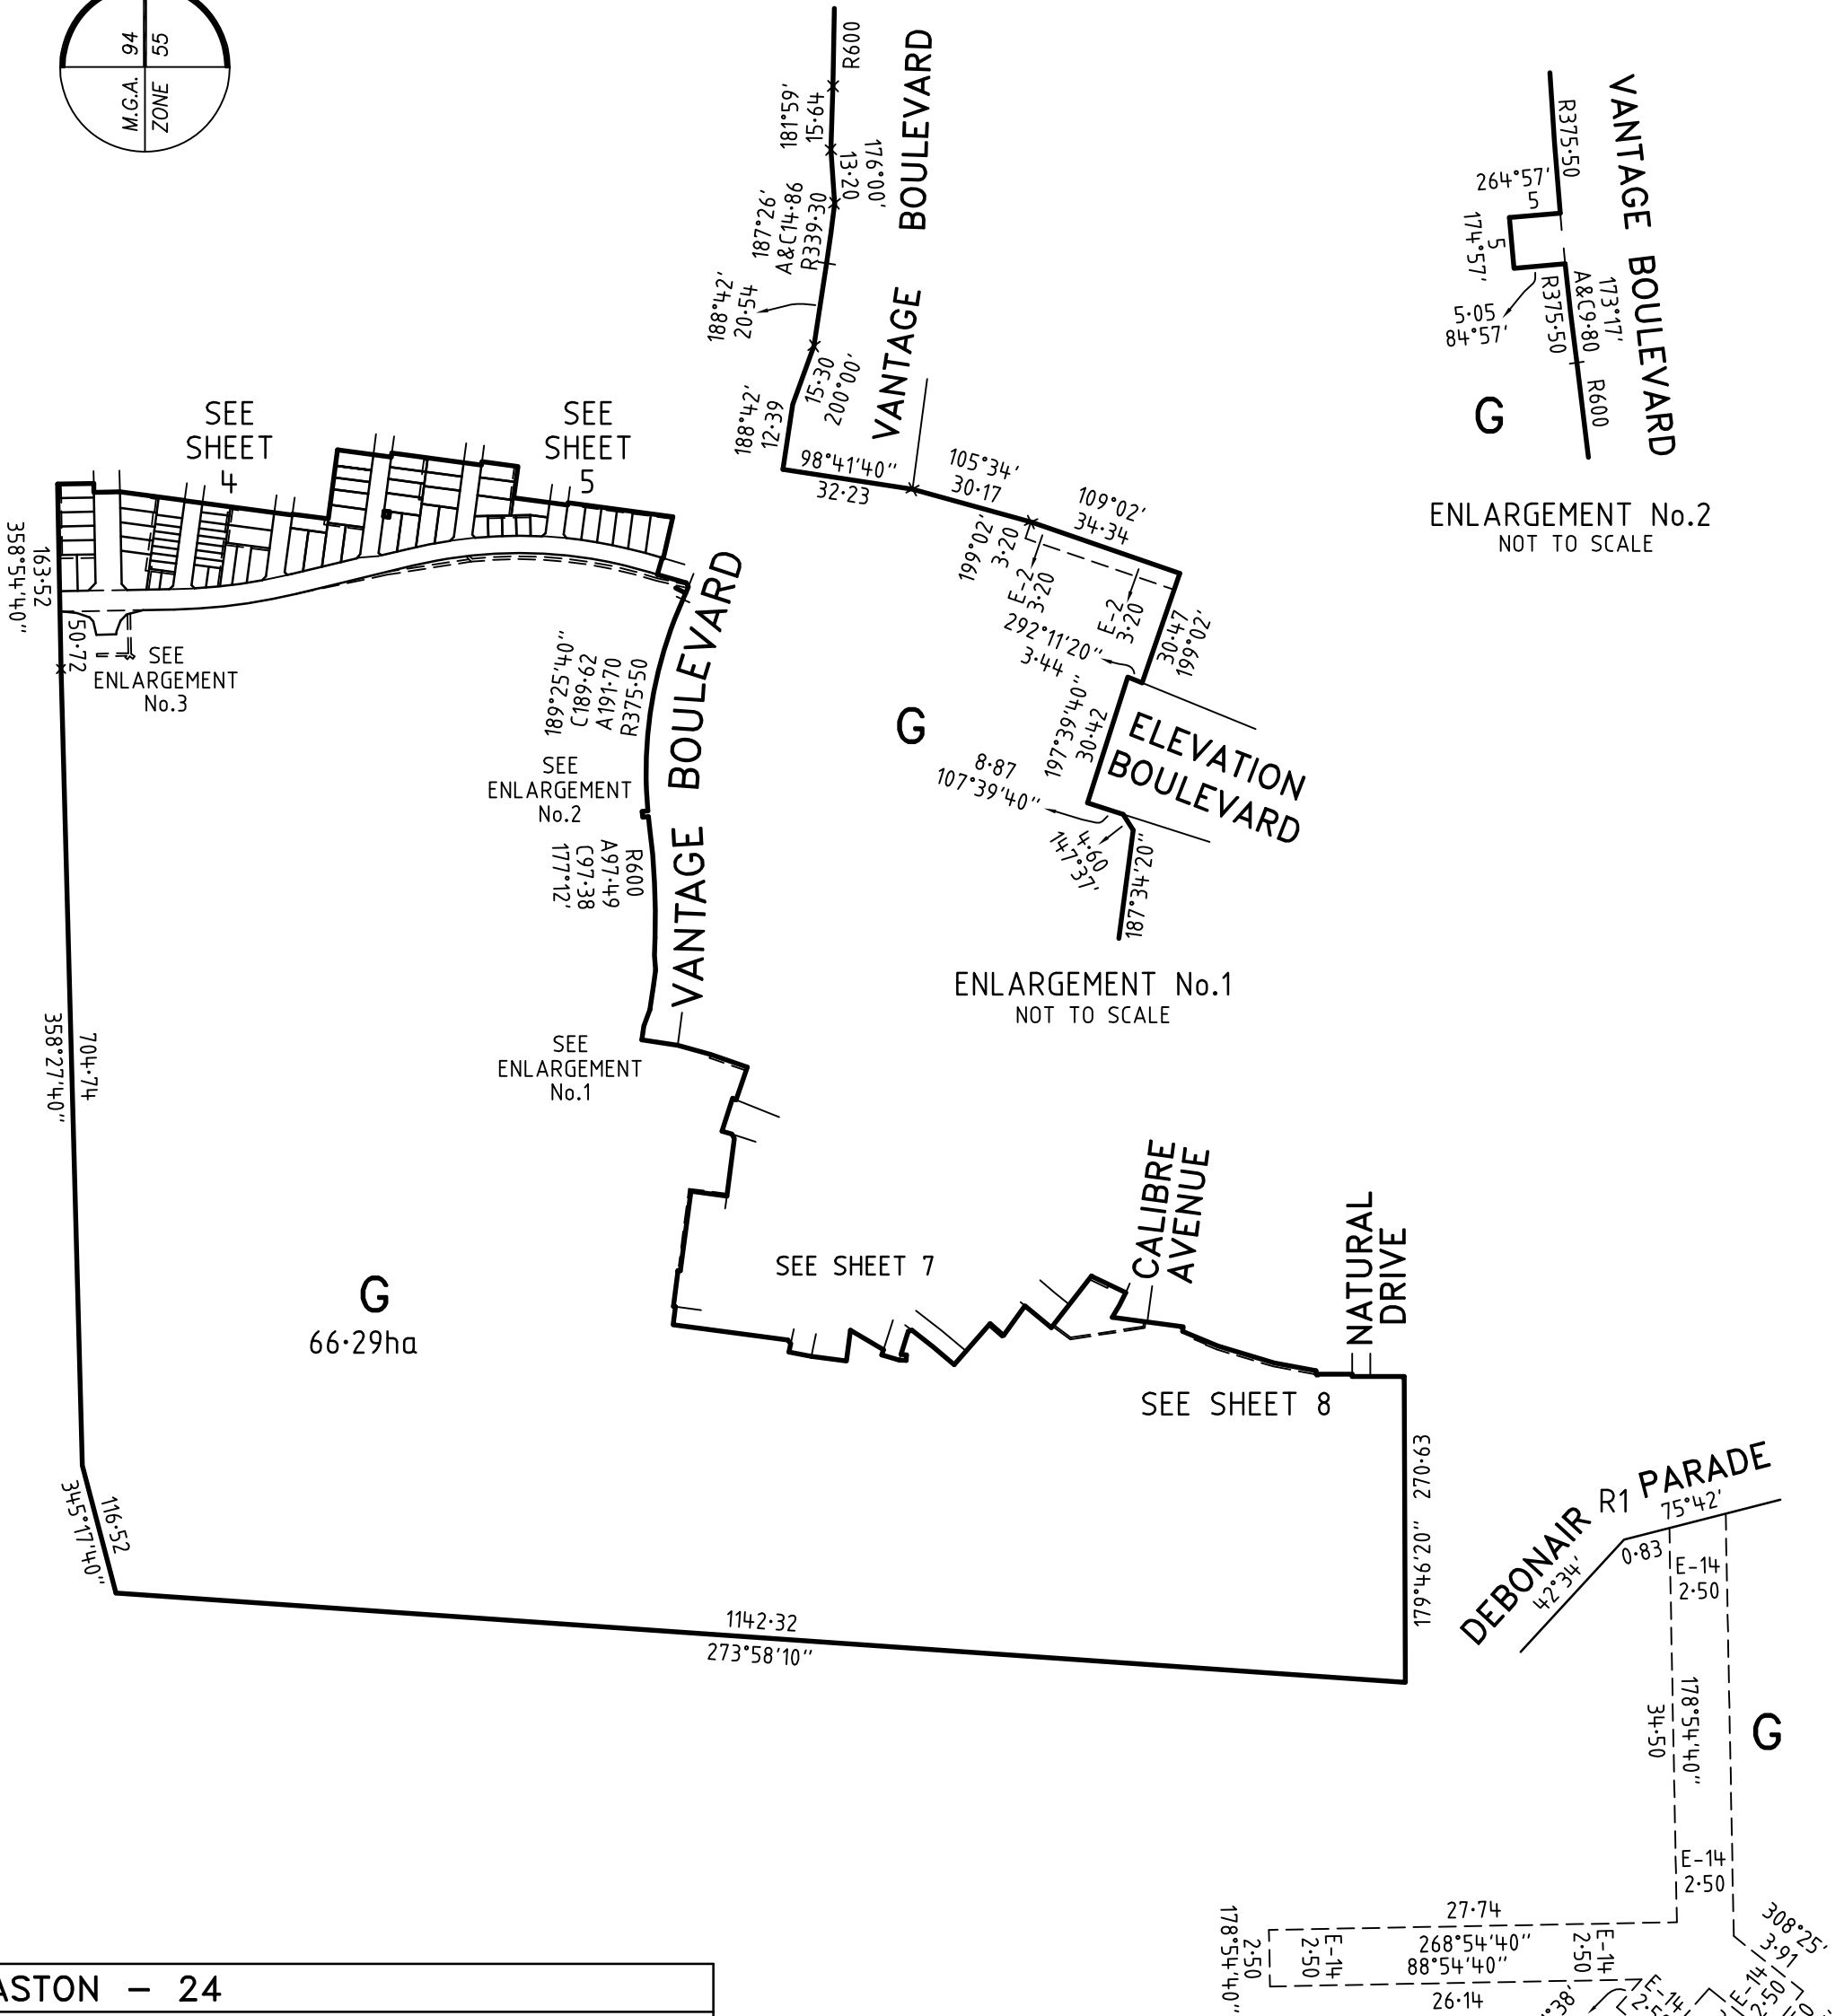 M.G.A. 94
ZONE 55
R600
181°59'
15·64
176°00'
13·20
187°26'
A&C14·86
R339·30
188°42'
20·54
15·30
200°00'
188°42'
12·39
VANTAGE BOULEVARD
98°41'40"
32·23
105°34'
30·17
109°02'
34·34
199°02'
3·20
E-2
3·20
E-2
3·20
292°11'20"
3·44
30·47
199°02'
197°39'40"
30·42
G
8·87
107°39'40"
ELEVATION
BOULEVARD
4·60
147°37'
187°34'20"
ENLARGEMENT No.1
NOT TO SCALE
VANTAGE BOULEVARD
R375·50
264°57'
5
5
174°57'
5·05
84°57'
173°17'
A&C9·80
R375·50
R600
G
ENLARGEMENT No.2
NOT TO SCALE
SEE
SHEET
4
SEE
SHEET
5
163·52
358°54'40"
50·72
SEE
ENLARGEMENT
No.3
189°25'40"
C189·62
A191·70
R375·50
SEE
ENLARGEMENT
No.2
R600
A97·49
C97·38
177°12'
VANTAGE BOULEVARD
SEE
ENLARGEMENT
No.1
704·74
358°27'40"
G
66·29ha
SEE SHEET 7
CALIBRE
AVENUE
NATURAL
DRIVE
SEE SHEET 8
270·63
179°46'20"
116·52
345°17'40"
1142·32
273°58'10"
DEBONAIR PARADE
R1
75°42'
42°34'
0·83
E-14
2·50
178°54'40"
34·50
G
E-14
2·50
27·74
268°54'40"
88°54'40"
26·14
178°54'40"
2·50
E-14
2·50
E-14
2·50
308°25'
3·91
E-14
E-14
2·50
ASTON - 24